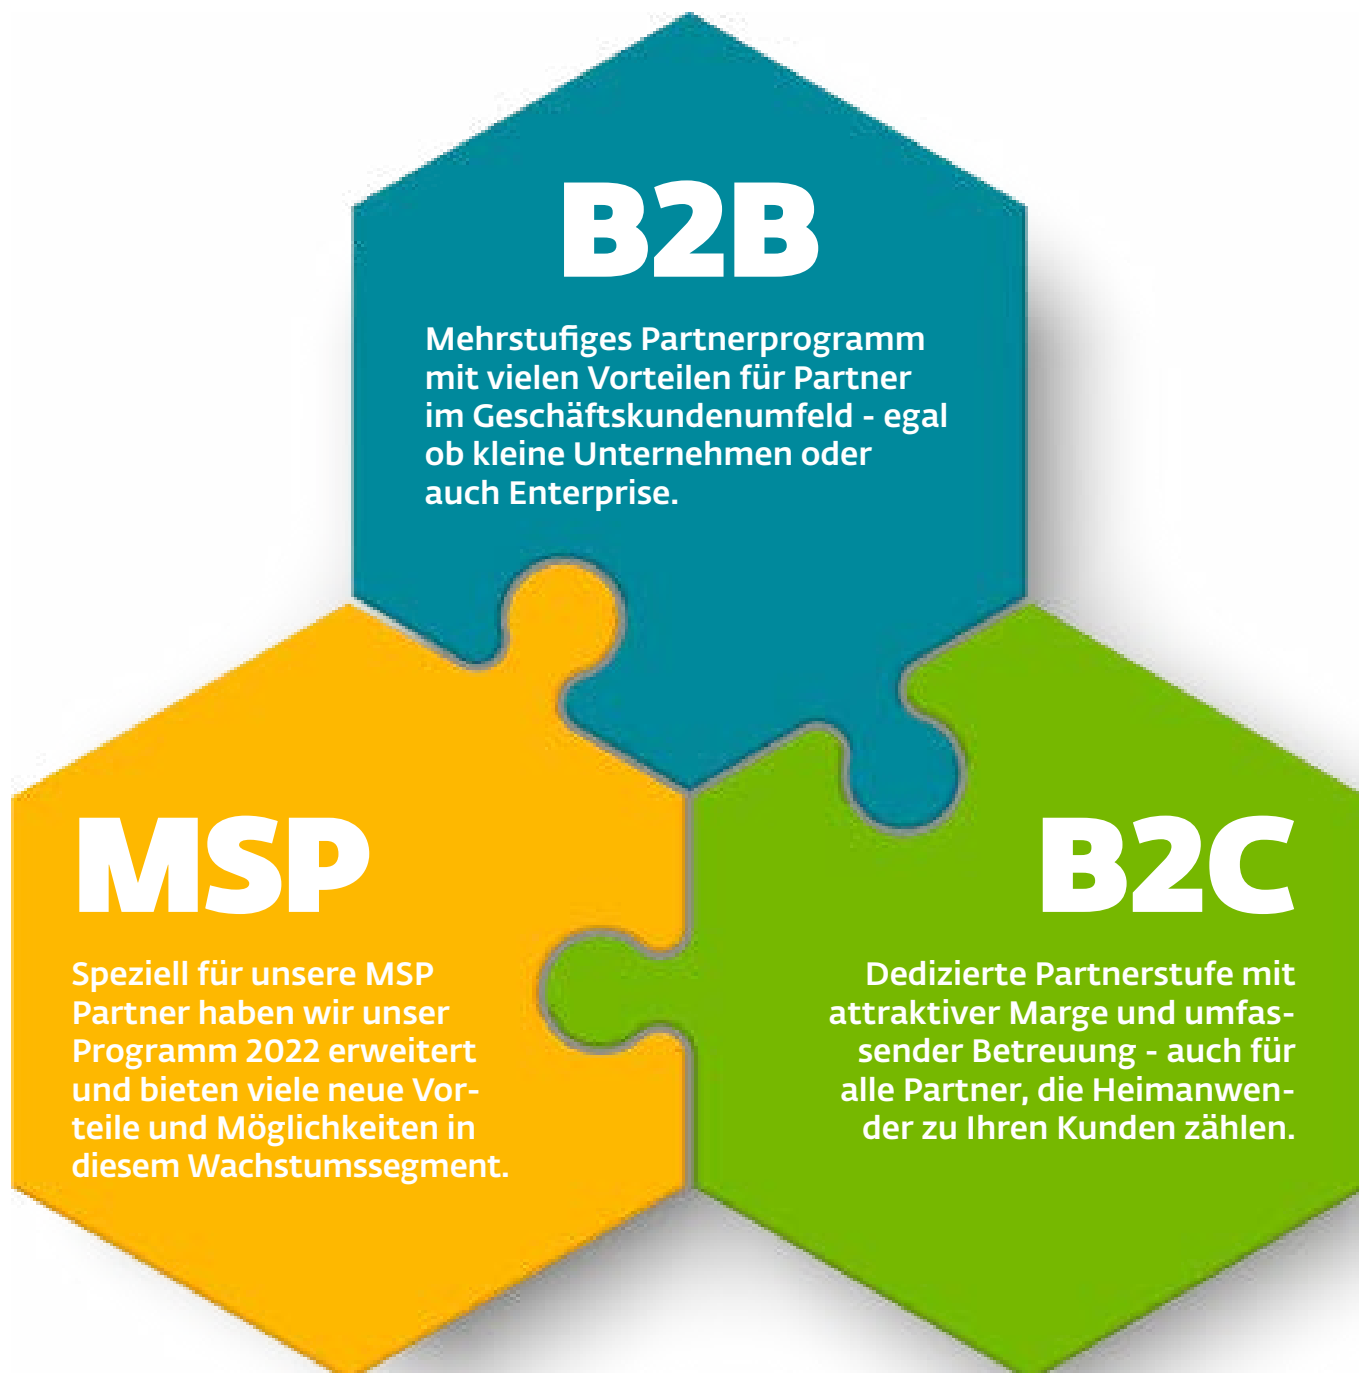 B2B
Mehrstufiges Partnerprogramm
mit vielen Vorteilen für Partner
im Geschäftskundenumfeld - egal
ob kleine Unternehmen oder
auch Enterprise.
MSP
Speziell für unsere MSP
Partner haben wir unser
Programm 2022 erweitert
und bieten viele neue Vor-
teile und Möglichkeiten in
diesem Wachstumssegment.
B2C
Dedizierte Partnerstufe mit
attraktiver Marge und umfas-
sender Betreuung - auch für
alle Partner, die Heimanwen-
der zu Ihren Kunden zählen.